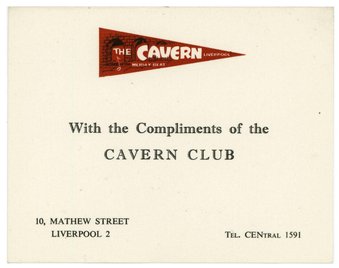 THE CAVERN LIVERPOOL
With the Compliments of the
CAVERN CLUB
10, MATHEW STREET
LIVERPOOL 2
TEL. CENTRAL 1591